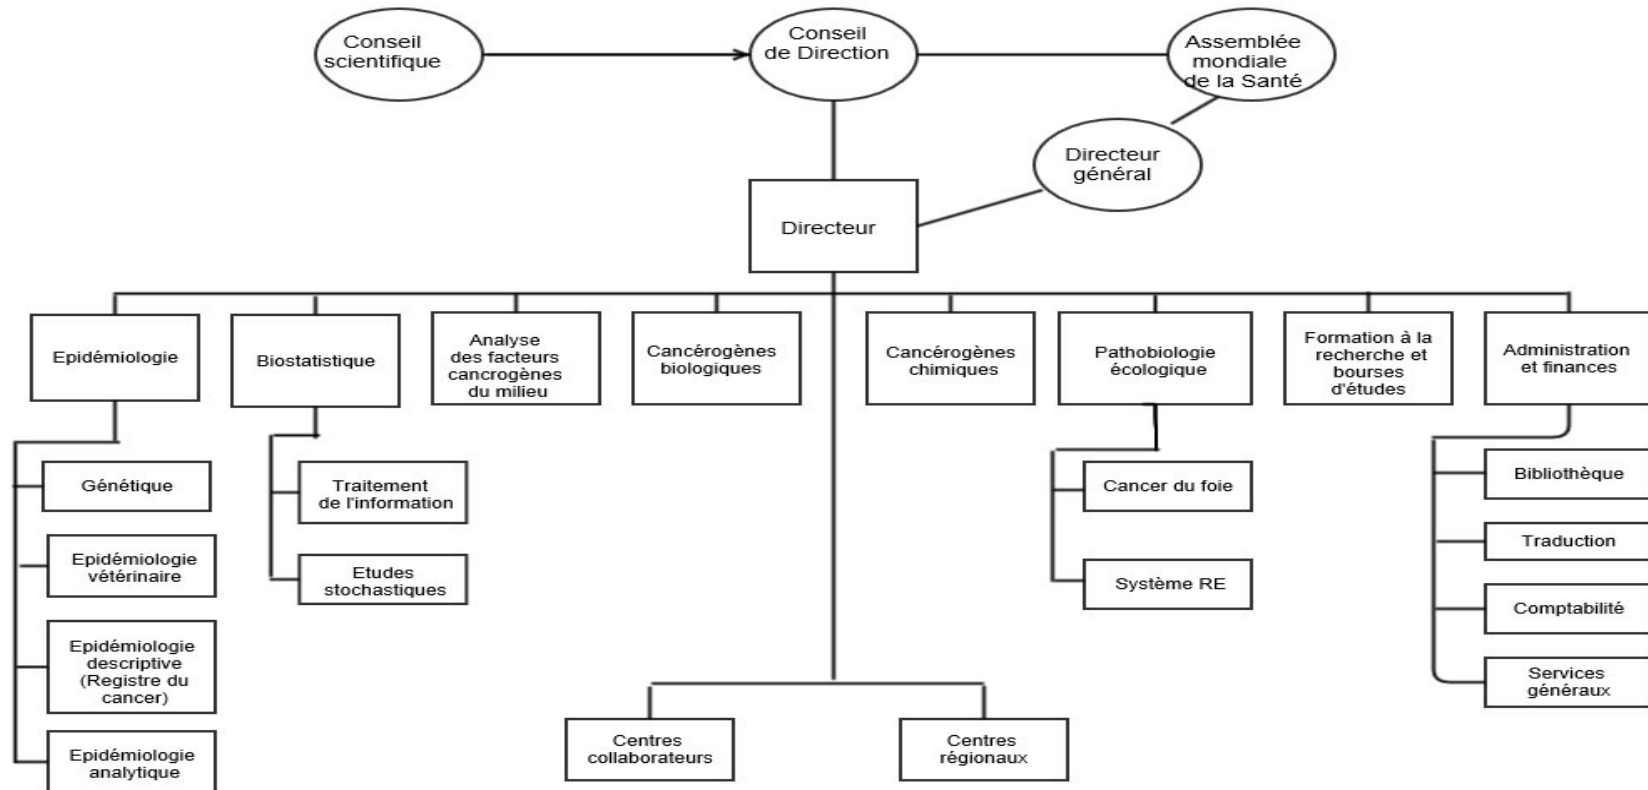 Conseil
scientifique
Conseil
de Direction
Assemblée
mondiale
de la Santé
Directeur
général
Directeur
Epidémiologie
Biostatistique
Analyse
des facteurs
cancrogènes
du milieu
Cancérogènes
biologiques
Cancérogènes
chimiques
Pathobiologie
écologique
Formation à la
recherche et
bourses
d'études
Administration
et finances
Génétique
Epidémiologie
vétérinaire
Epidémiologie
descriptive
(Registre du
cancer)
Epidémiologie
analytique
Traitement
de l'information
Etudes
stochastiques
Cancer du foie
Système RE
Bibliothèque
Traduction
Comptabilité
Services
généraux
Centres
collaborateurs
Centres
régionaux